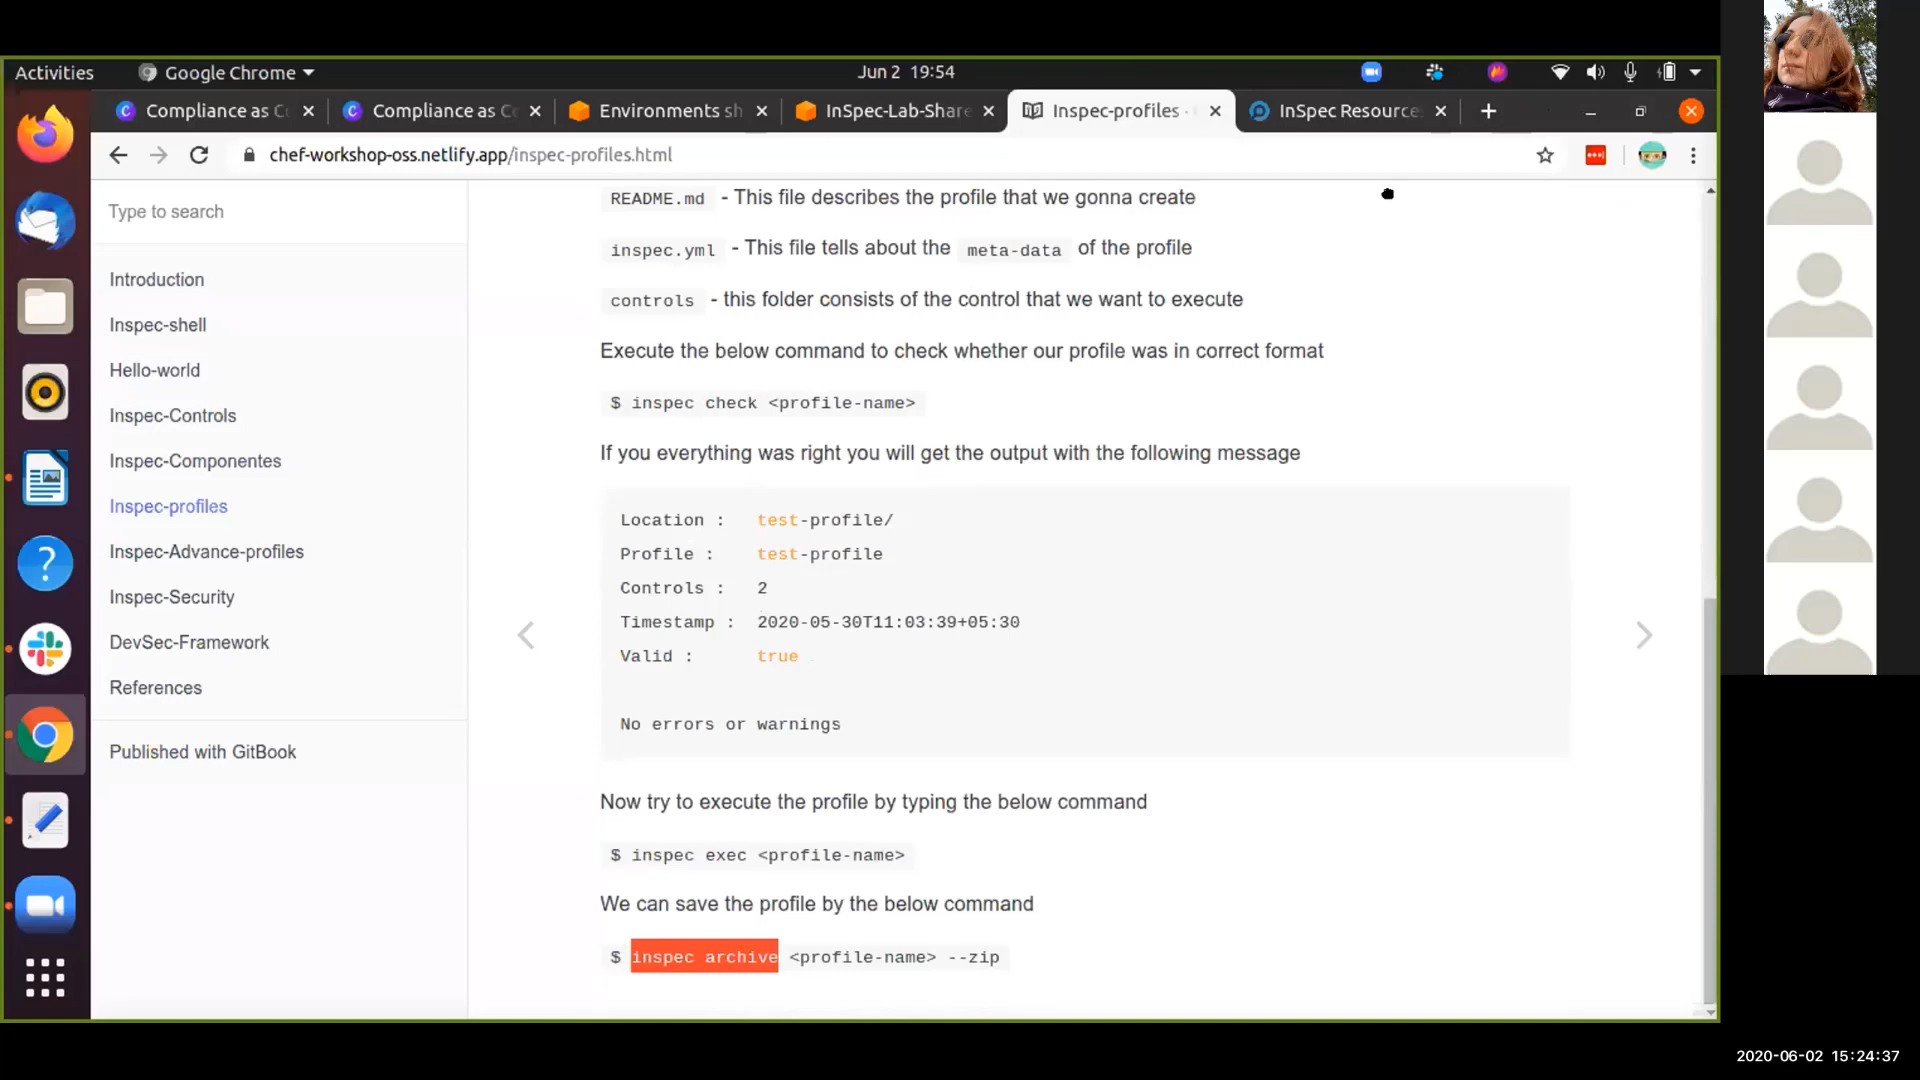 Activities
Google Chrome
Jun 2 19:54
Compliance as C
Compliance as Co
Environments sh
InSpec-Lab-Share
Inspec-profiles ·
InSpec Resource
chef-workshop-oss.netlify.app/inspec-profiles.html
Type to search
Introduction
Inspec-shell
Hello-world
Inspec-Controls
Inspec-Componentes
Inspec-profiles
Inspec-Advance-profiles
Inspec-Security
DevSec-Framework
References
Published with GitBook
README.md - This file describes the profile that we gonna create
inspec.yml - This file tells about the meta-data of the profile
controls - this folder consists of the control that we want to execute
Execute the below command to check whether our profile was in correct format
$ inspec check <profile-name>
If you everything was right you will get the output with the following message
Location : test-profile/
Profile : test-profile
Controls : 2
Timestamp : 2020-05-30T11:03:39+05:30
Valid : true
No errors or warnings
Now try to execute the profile by typing the below command
$ inspec exec <profile-name>
We can save the profile by the below command
$ inspec archive <profile-name> --zip
2020-06-02 15:24:37